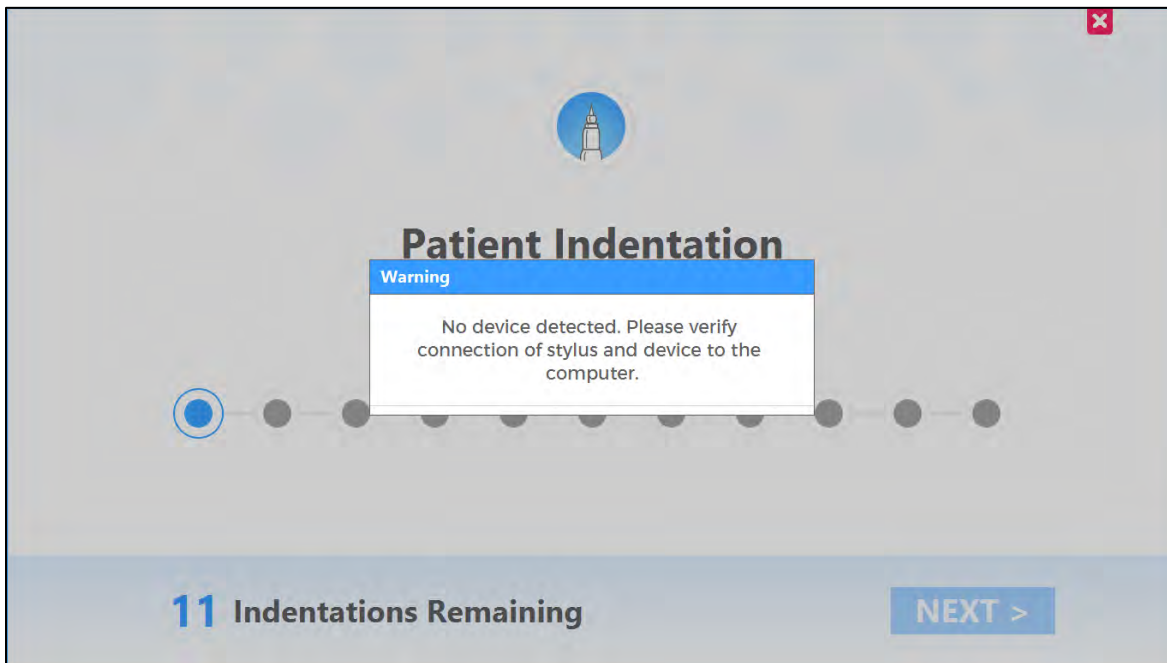 Patient Indentation
Warning
No device detected. Please verify
connection of stylus and device to the
computer.
11 Indentations Remaining
NEXT >